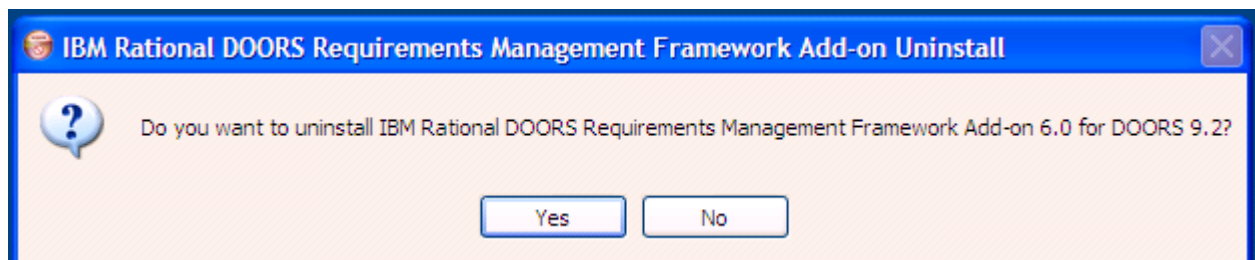 IBM Rational DOORS Requirements Management Framework Add-on Uninstall
Do you want to uninstall IBM Rational DOORS Requirements Management Framework Add-on 6.0 for DOORS 9.2?
Yes
No